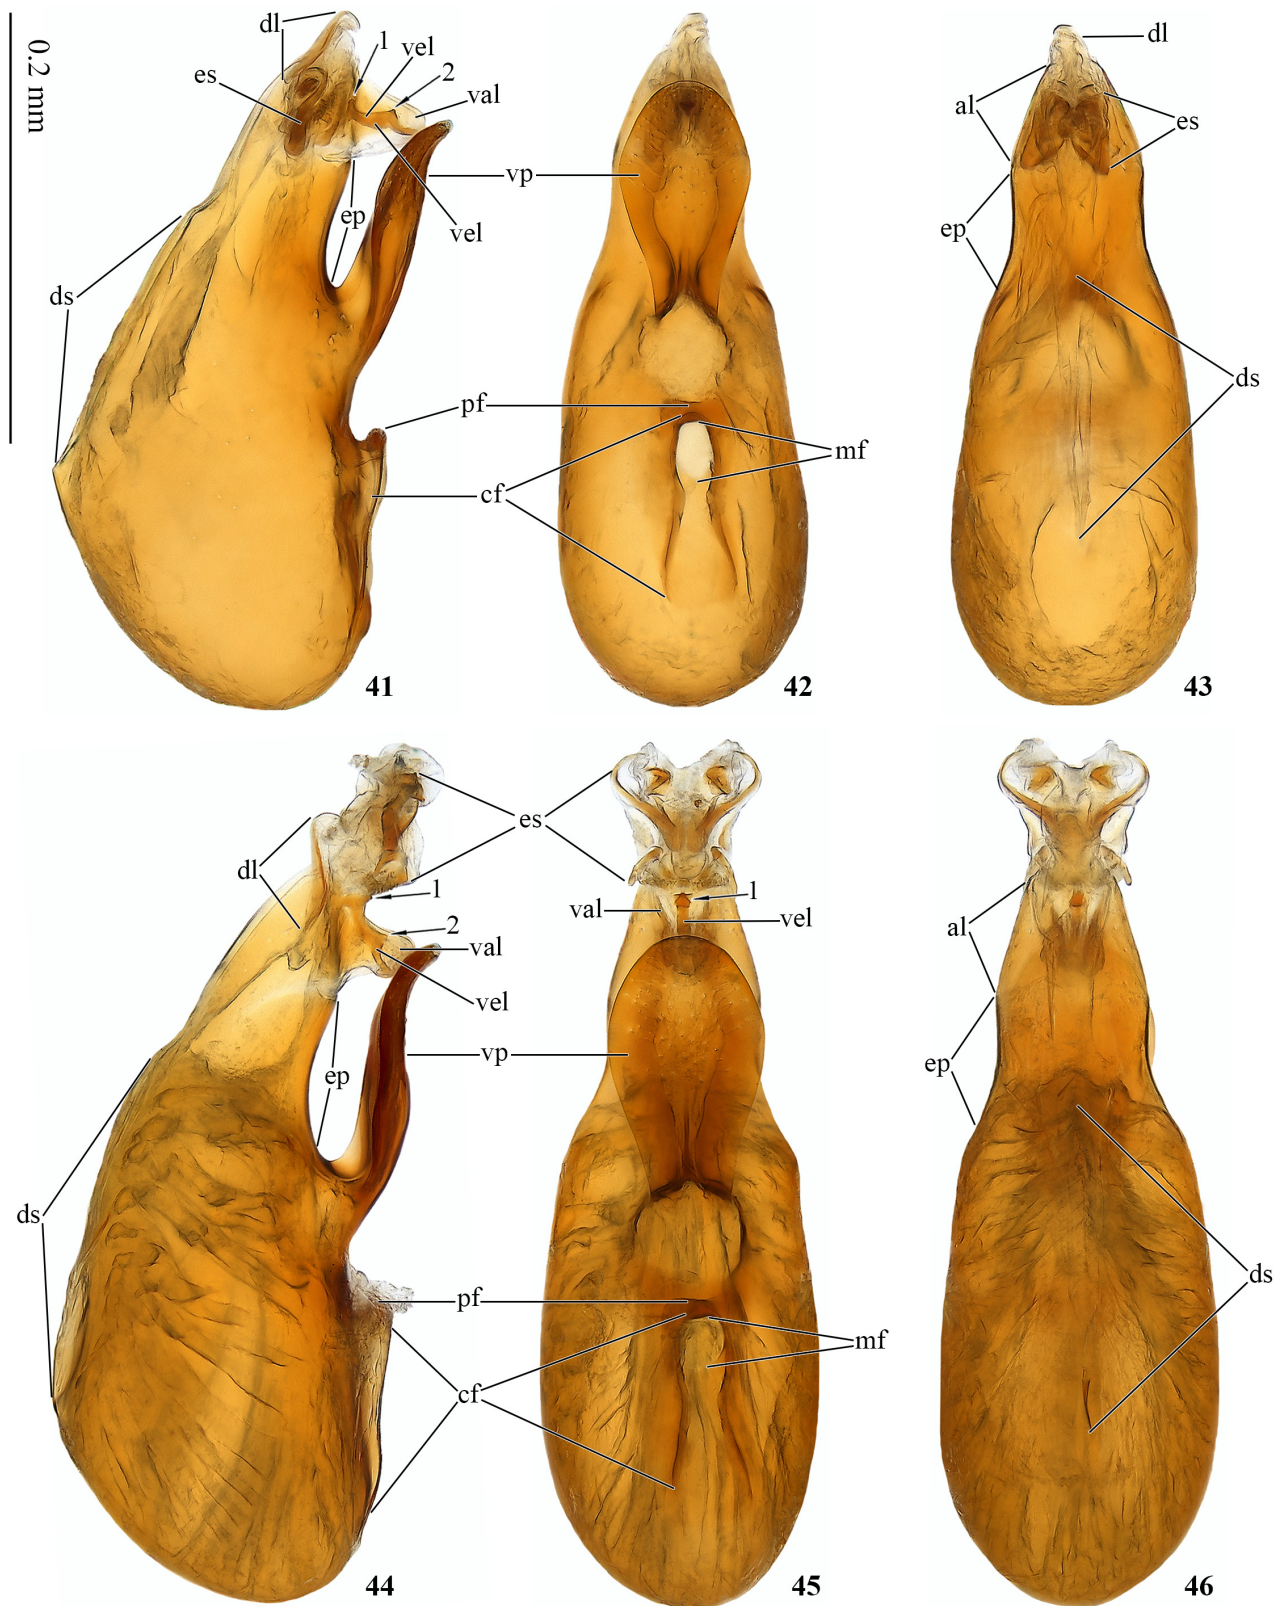 dl
1
vel
2
es
val
0.2 mm
vp
ep
vel
ds
pf
cf
41
mf
42
dl
al
es
ep
ds
43
es
dl
1
2
val
vel
vp
ep
ds
pf
cf
44
val
1
vel
mf
45
al
ep
ds
46